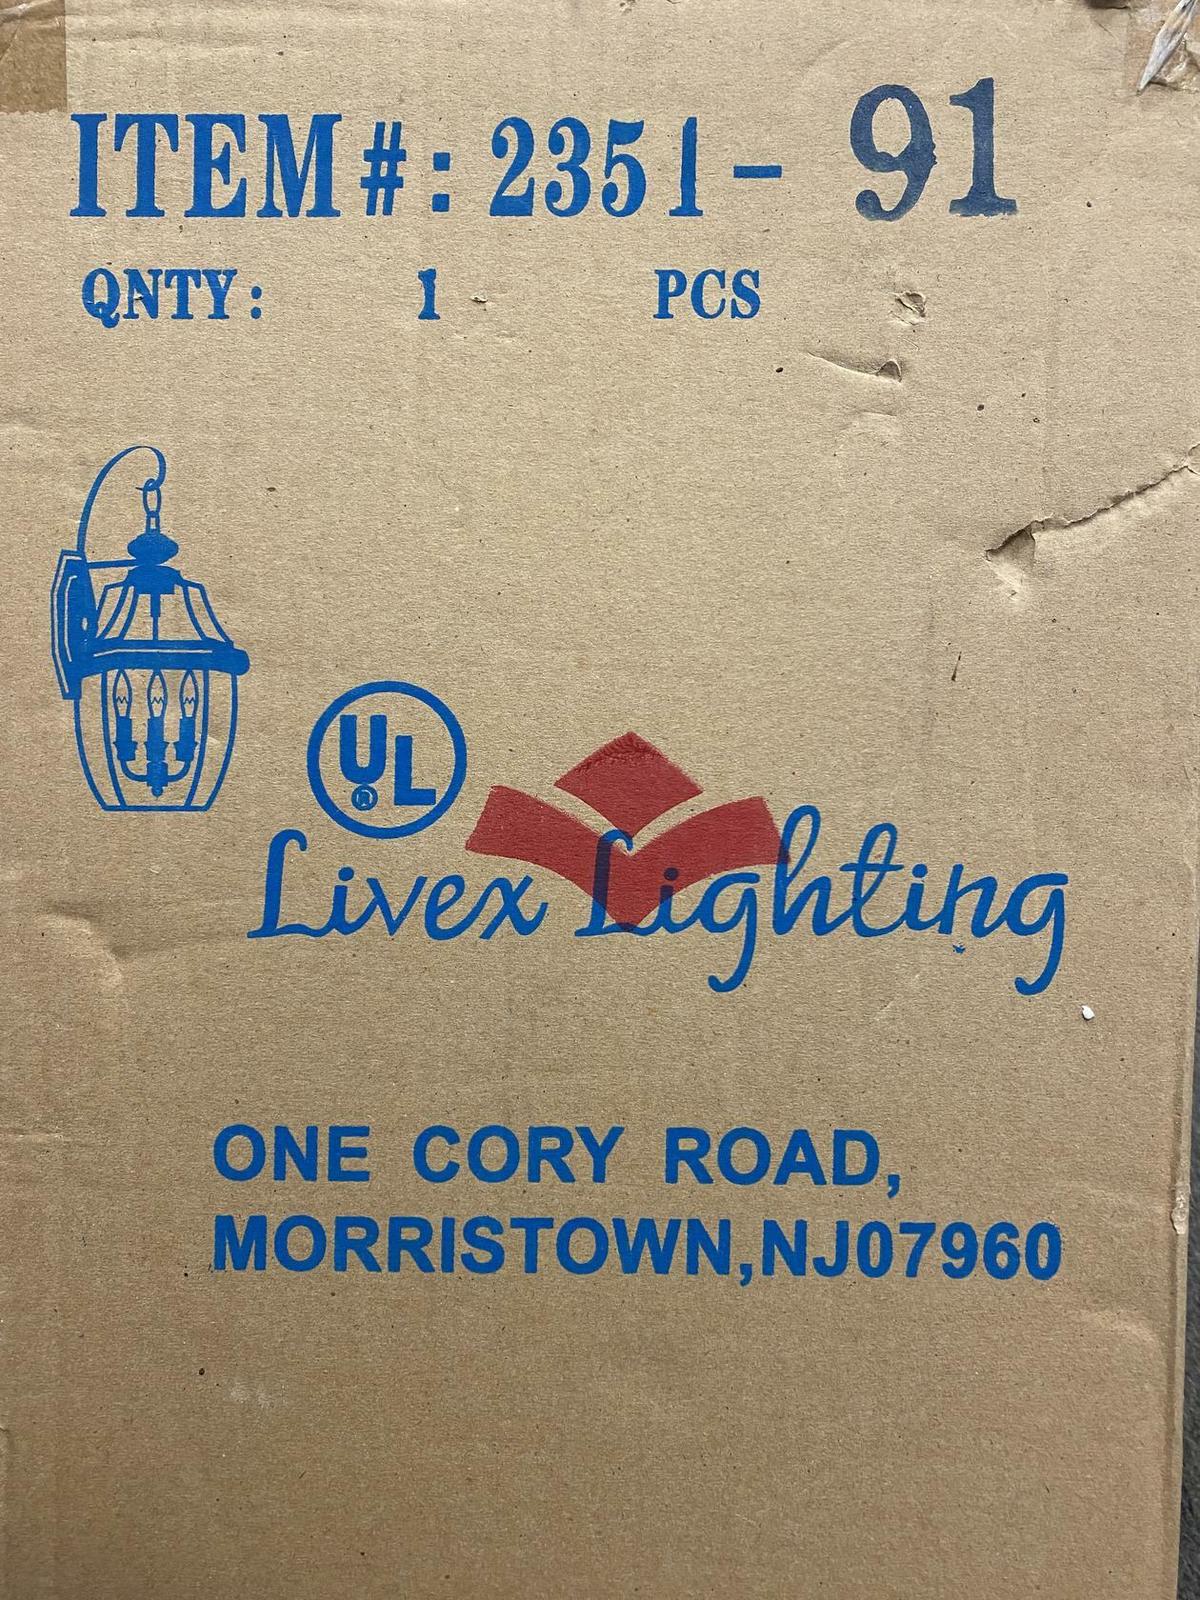 ITEM #: 2351- 91
QNTY: 1 PCS
UL
®
Livex Lighting
ONE CORY ROAD,
MORRISTOWN,NJ07960